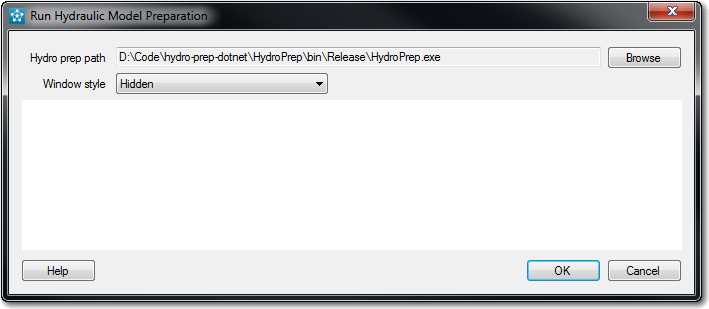 Run Hydraulic Model Preparation
Hydro prep path D:\Code\hydro-prep-dotnet\HydroPrep\bin\Release\HydroPrep.exe Browse
Window style Hidden
Help OK Cancel